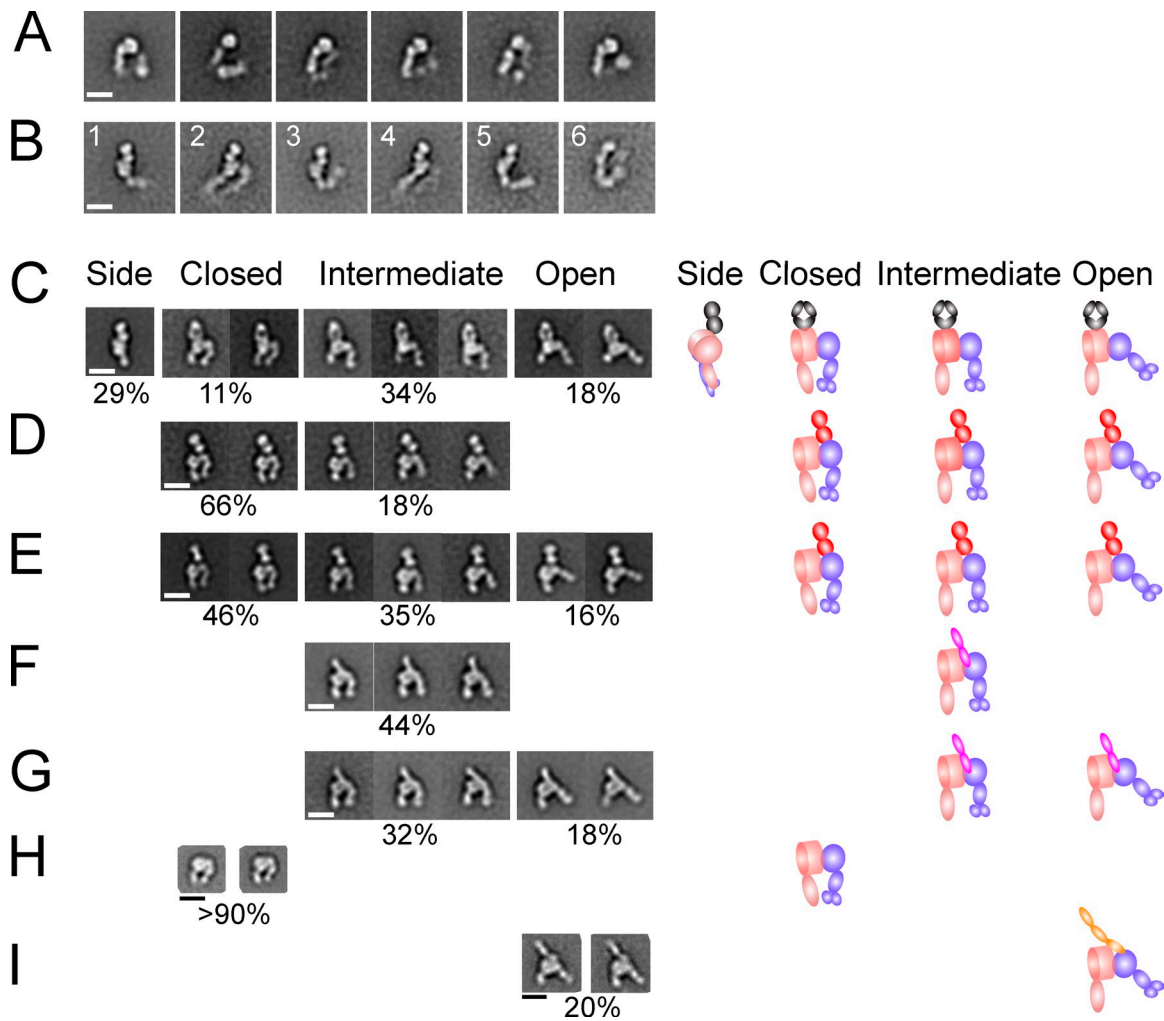 A
B
1 2 3 4 5 6
C
Side Closed Intermediate Open Side Closed Intermediate Open
29% 11% 34% 18%
D
66% 18%
E
46% 35% 16%
F
44%
G
32% 18%
H
>90%
I
20%